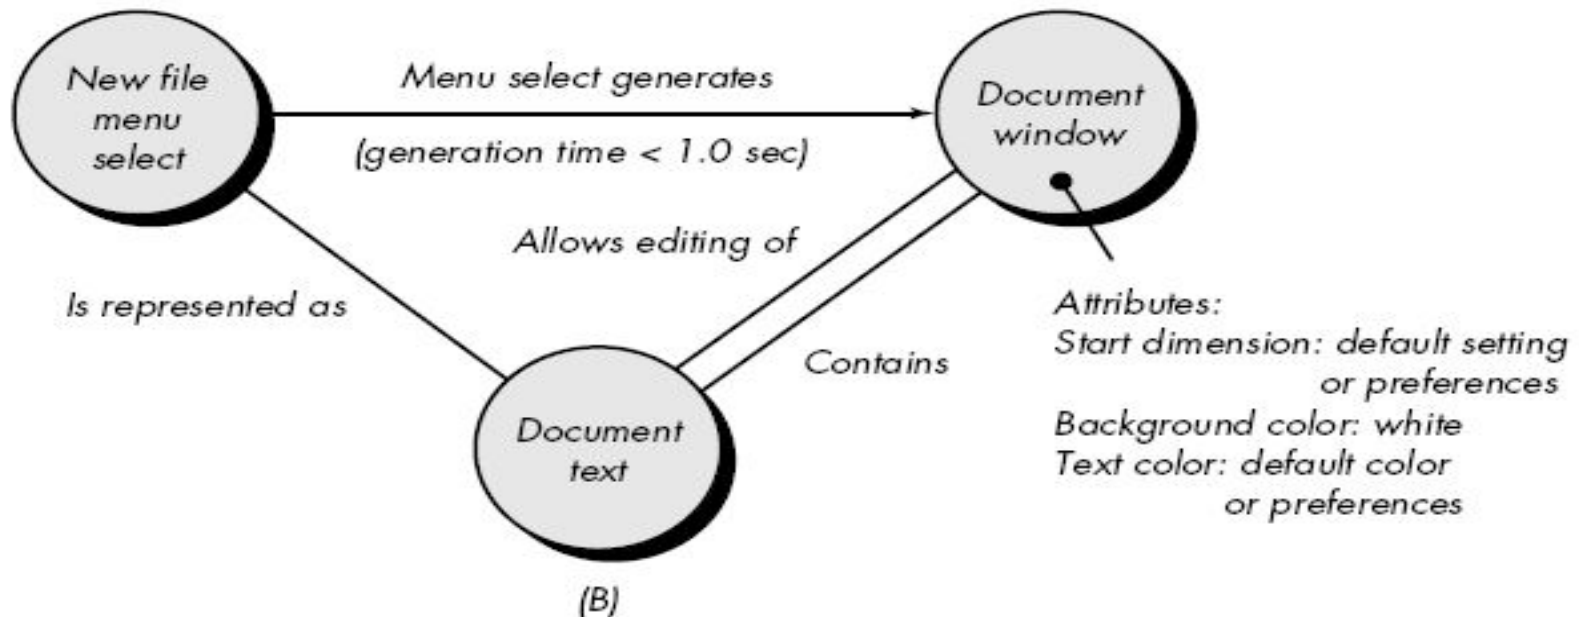 New file
menu
select
Menu select generates
(generation time < 1.0 sec)
Document
window
Allows editing of
Is represented as
Contains
Attributes:
Start dimension: default setting
or preferences
Background color: white
Text color: default color
or preferences
Document
text
(B)